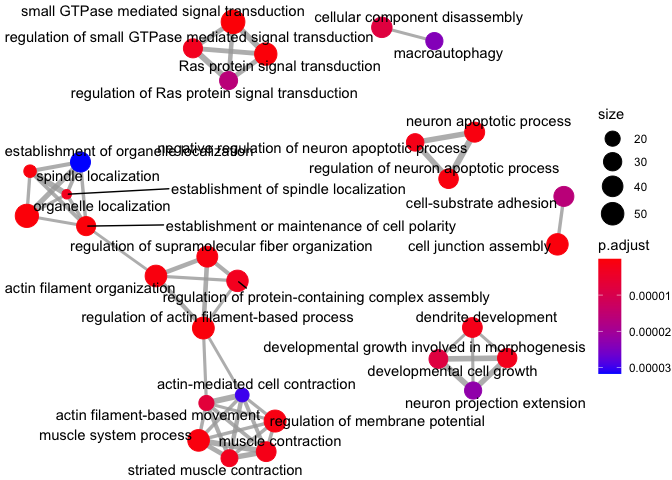 small GTPase mediated signal transduction
cellular component disassembly
regulation of small GTPase mediated signal transduction
macroautophagy
Ras protein signal transduction
regulation of Ras protein signal transduction
neuron apoptotic process
negative regulation of neuron apoptotic process
establishment of organelle localization
regulation of neuron apoptotic process
spindle localization
establishment of spindle localization
organelle localization
cell-substrate adhesion
establishment or maintenance of cell polarity
regulation of supramolecular fiber organization
cell junction assembly
actin filament organization
regulation of protein-containing complex assembly
regulation of actin filament-based process
dendrite development
developmental growth involved in morphogenesis
developmental cell growth
actin-mediated cell contraction
neuron projection extension
actin filament-based movement
regulation of membrane potential
muscle system process
muscle contraction
striated muscle contraction
size
20
30
40
50
p.adjust
0.00001
0.00002
0.00003